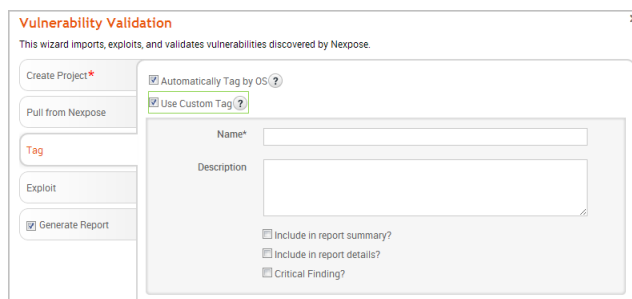 Vulnerability Validation
This wizard imports, exploits, and validates vulnerabilities discovered by Nexpose.
Create Project*
Pull from Nexpose
Tag
Exploit
Generate Report
Automatically Tag by OS ?
Use Custom Tag ?
Name*
Description
Include in report summary?
Include in report details?
Critical Finding?